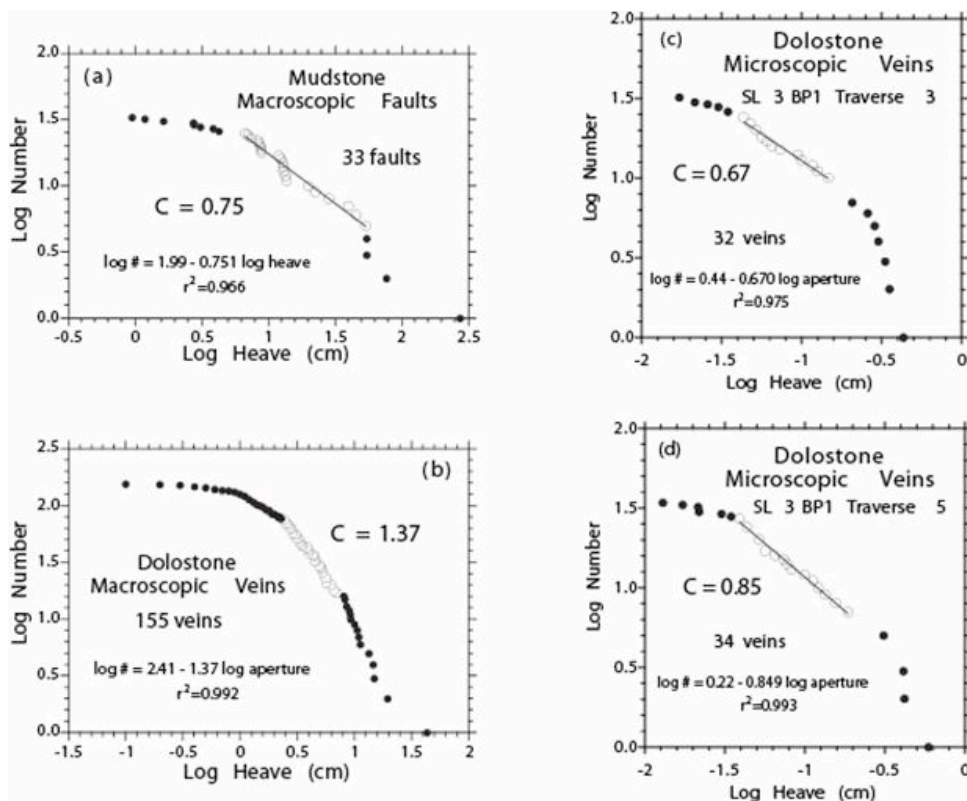 (a)
Mudstone
Macroscopic Faults
33 faults
C = 0.75
log # = 1.99 - 0.751 log heave
r²=0.966
Log Number
2.0
1.5
1.0
0.5
0.0
-0.5 0 0.5 1 1.5 2 2.5
Log Heave (cm)
(c)
Dolostone
Microscopic Veins
SL 3 BP1 Traverse 3
C = 0.67
32 veins
log # = 0.44 - 0.670 log aperture
r²=0.975
Log Number
2.0
1.5
1.0
0.5
0.0
-2 -1.5 -1 -0.5 0
Log Heave (cm)
(b)
C = 1.37
Dolostone
Macroscopic Veins
155 veins
log # = 2.41 - 1.37 log aperture
r²=0.992
Log Number
2.5
2.0
1.5
1.0
0.5
0.0
-1.5 -1 -0.5 0 0.5 1 1.5 2
Log Heave (cm)
(d)
Dolostone
Microscopic Veins
SL 3 BP1 Traverse 5
C = 0.85
34 veins
log # = 0.22 - 0.849 log aperture
r²=0.993
Log Number
2.0
1.5
1.0
0.5
0.0
-2 -1.5 -1 -0.5 0
Log Heave (cm)